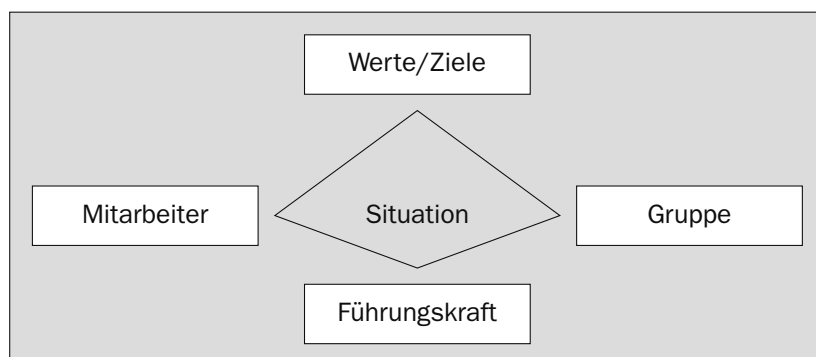 Werte/Ziele
Mitarbeiter
Situation
Gruppe
Führungskraft